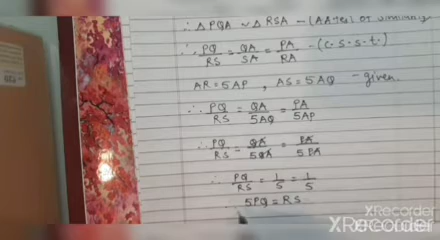 ∴ △PQA ~ △RSA - (AA test of
∴ PQ/RS = QA/SA = PA/RA - (c.s.s.t.)
AR = 5AP , AS = 5AQ - given.
∴ PQ/RS = QA/5AQ = PA/5AP
∴ PQ/RS = QA/5QA = PA/5PA
∴ PQ/RS = 1/5 = 1/5
∴ 5PQ = RS
XRecorder
XRecorder